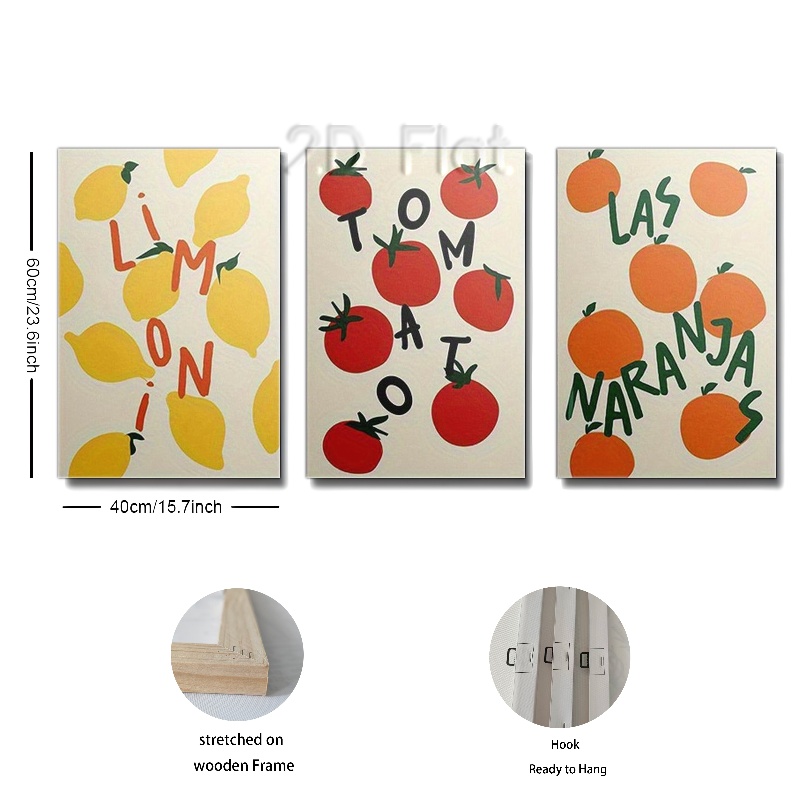 2D Flat
LiMONi
TOMATO
LAS
NARANJAS
60cm/23.6inch
40cm/15.7inch
stretched on
wooden Frame
Hook
Ready to Hang